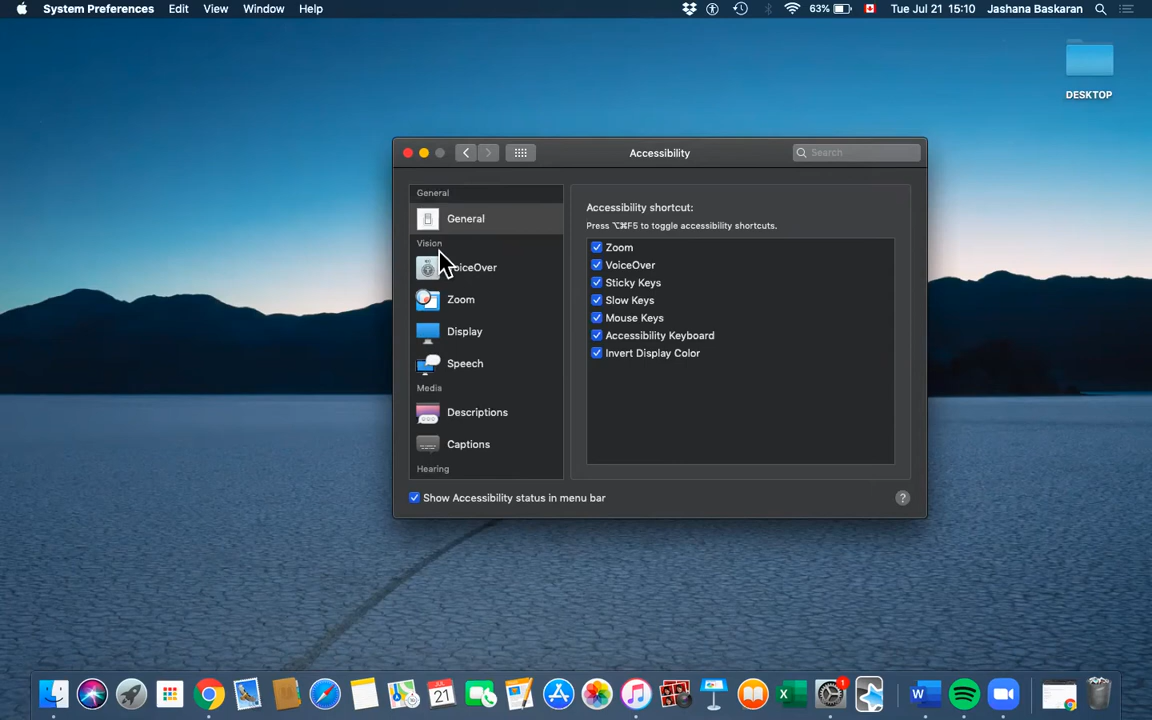 System Preferences Edit View Window Help 63% Tue Jul 21 15:10 Jashana Baskaran
DESKTOP
Accessibility
Search
General
General
Vision
VoiceOver
Zoom
Display
Speech
Media
Descriptions
Captions
Hearing
Accessibility shortcut:
Press ⌥⌘F5 to toggle accessibility shortcuts.
Zoom
VoiceOver
Sticky Keys
Slow Keys
Mouse Keys
Accessibility Keyboard
Invert Display Color
Show Accessibility status in menu bar
?
JUL
21
1
W